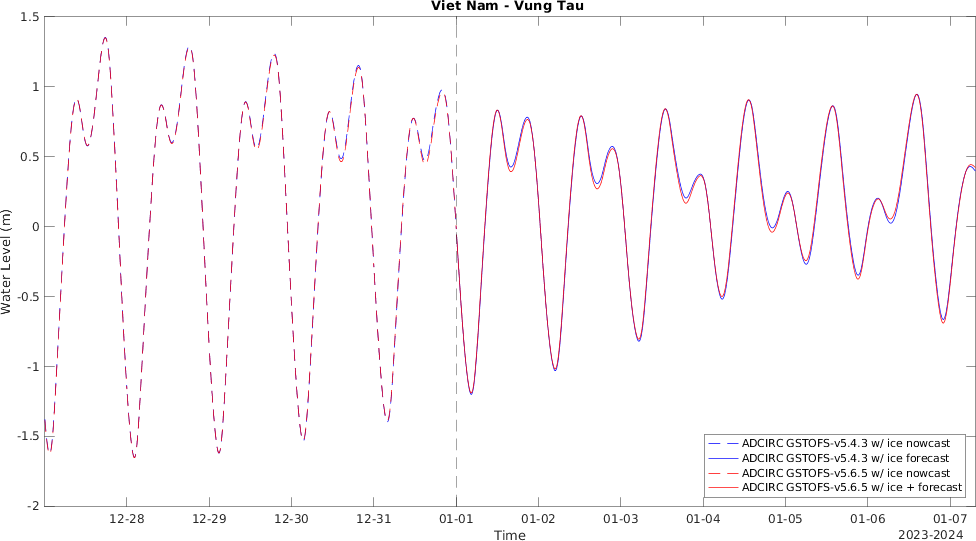 Viet Nam - Vung Tau
1.5
1
0.5
0
-0.5
-1
-1.5
-2
Water Level (m)
12-28 12-29 12-30 12-31 01-01 01-02 01-03 01-04 01-05 01-06 01-07
Time
2023-2024
ADCIRC GSTOFS-v5.4.3 w/ ice nowcast
ADCIRC GSTOFS-v5.4.3 w/ ice forecast
ADCIRC GSTOFS-v5.6.5 w/ ice nowcast
ADCIRC GSTOFS-v5.6.5 w/ ice + forecast